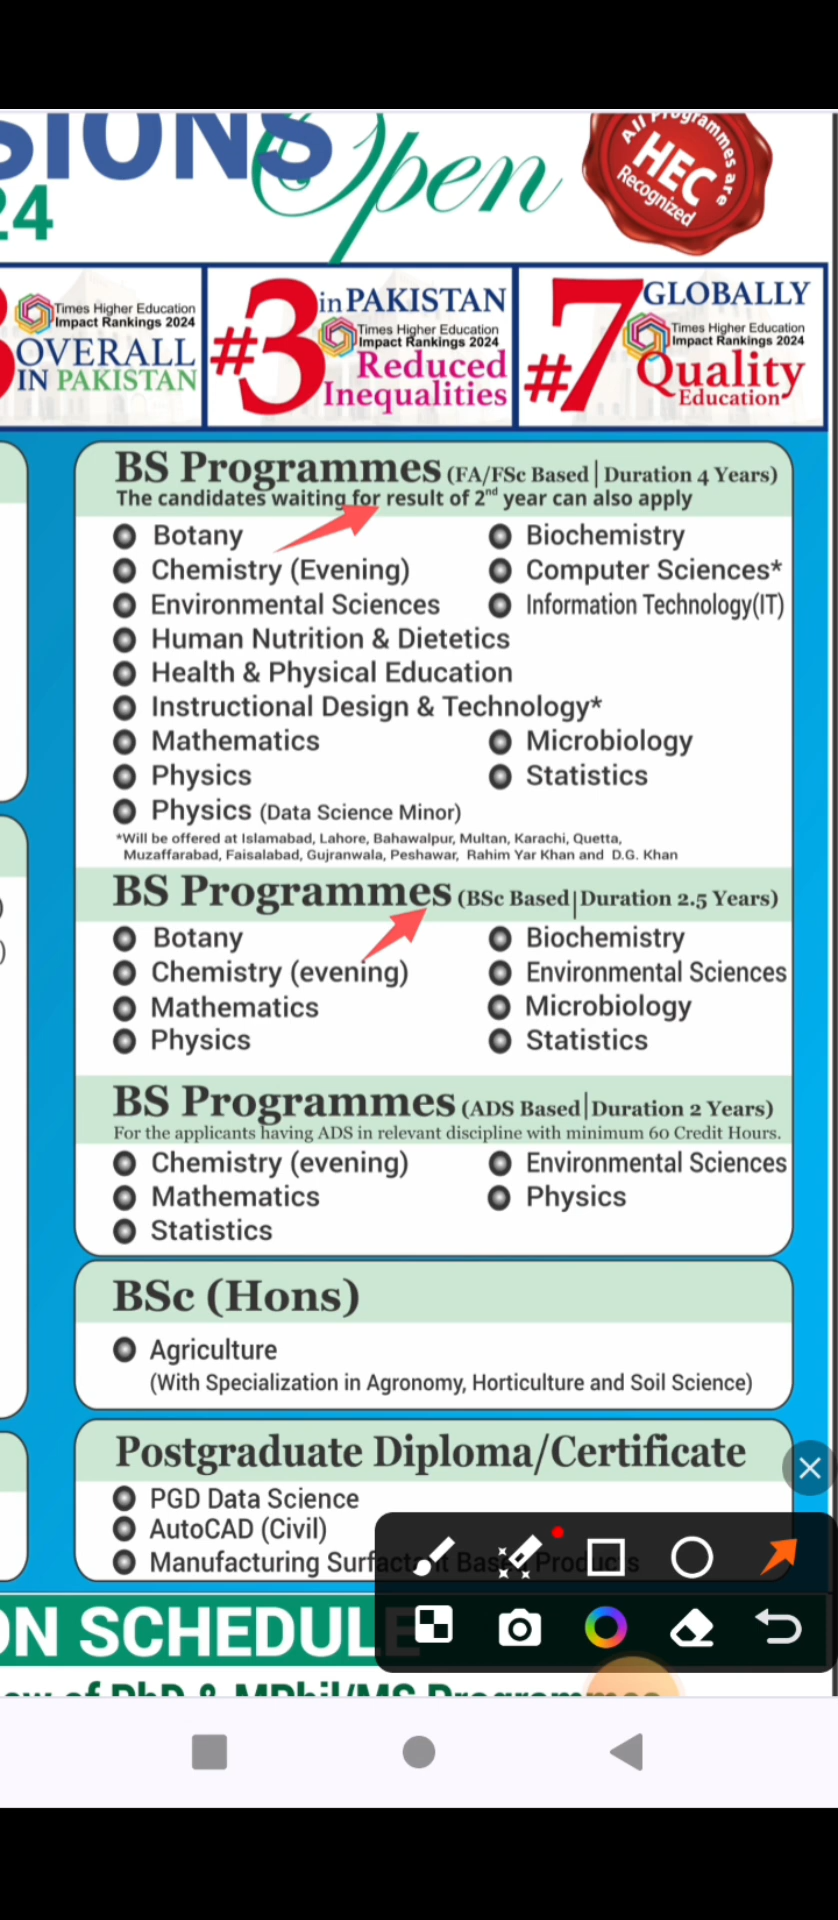 SIONS Open
24
All Programmes are
HEC
Recognized
Times Higher Education
Impact Rankings 2024
OVERALL
IN PAKISTAN
#3 in PAKISTAN
Times Higher Education
Impact Rankings 2024
Reduced
Inequalities
#7 GLOBALLY
Times Higher Education
Impact Rankings 2024
Quality
Education
BS Programmes (FA/FSc Based | Duration 4 Years)
The candidates waiting for result of 2nd year can also apply
Botany
Biochemistry
Chemistry (Evening)
Computer Sciences*
Environmental Sciences
Information Technology(IT)
Human Nutrition & Dietetics
Health & Physical Education
Instructional Design & Technology*
Mathematics
Microbiology
Physics
Statistics
Physics (Data Science Minor)
*Will be offered at Islamabad, Lahore, Bahawalpur, Multan, Karachi, Quetta,
Muzaffarabad, Faisalabad, Gujranwala, Peshawar, Rahim Yar Khan and D.G. Khan
BS Programmes (BSc Based | Duration 2.5 Years)
Botany
Biochemistry
Chemistry (evening)
Environmental Sciences
Mathematics
Microbiology
Physics
Statistics
BS Programmes (ADS Based | Duration 2 Years)
For the applicants having ADS in relevant discipline with minimum 60 Credit Hours.
Chemistry (evening)
Environmental Sciences
Mathematics
Physics
Statistics
BSc (Hons)
Agriculture
(With Specialization in Agronomy, Horticulture and Soil Science)
Postgraduate Diploma/Certificate
PGD Data Science
AutoCAD (Civil)
Manufacturing Surfactant Based Products
ON SCHEDULE
of PhD & MPhil/MS Programmes